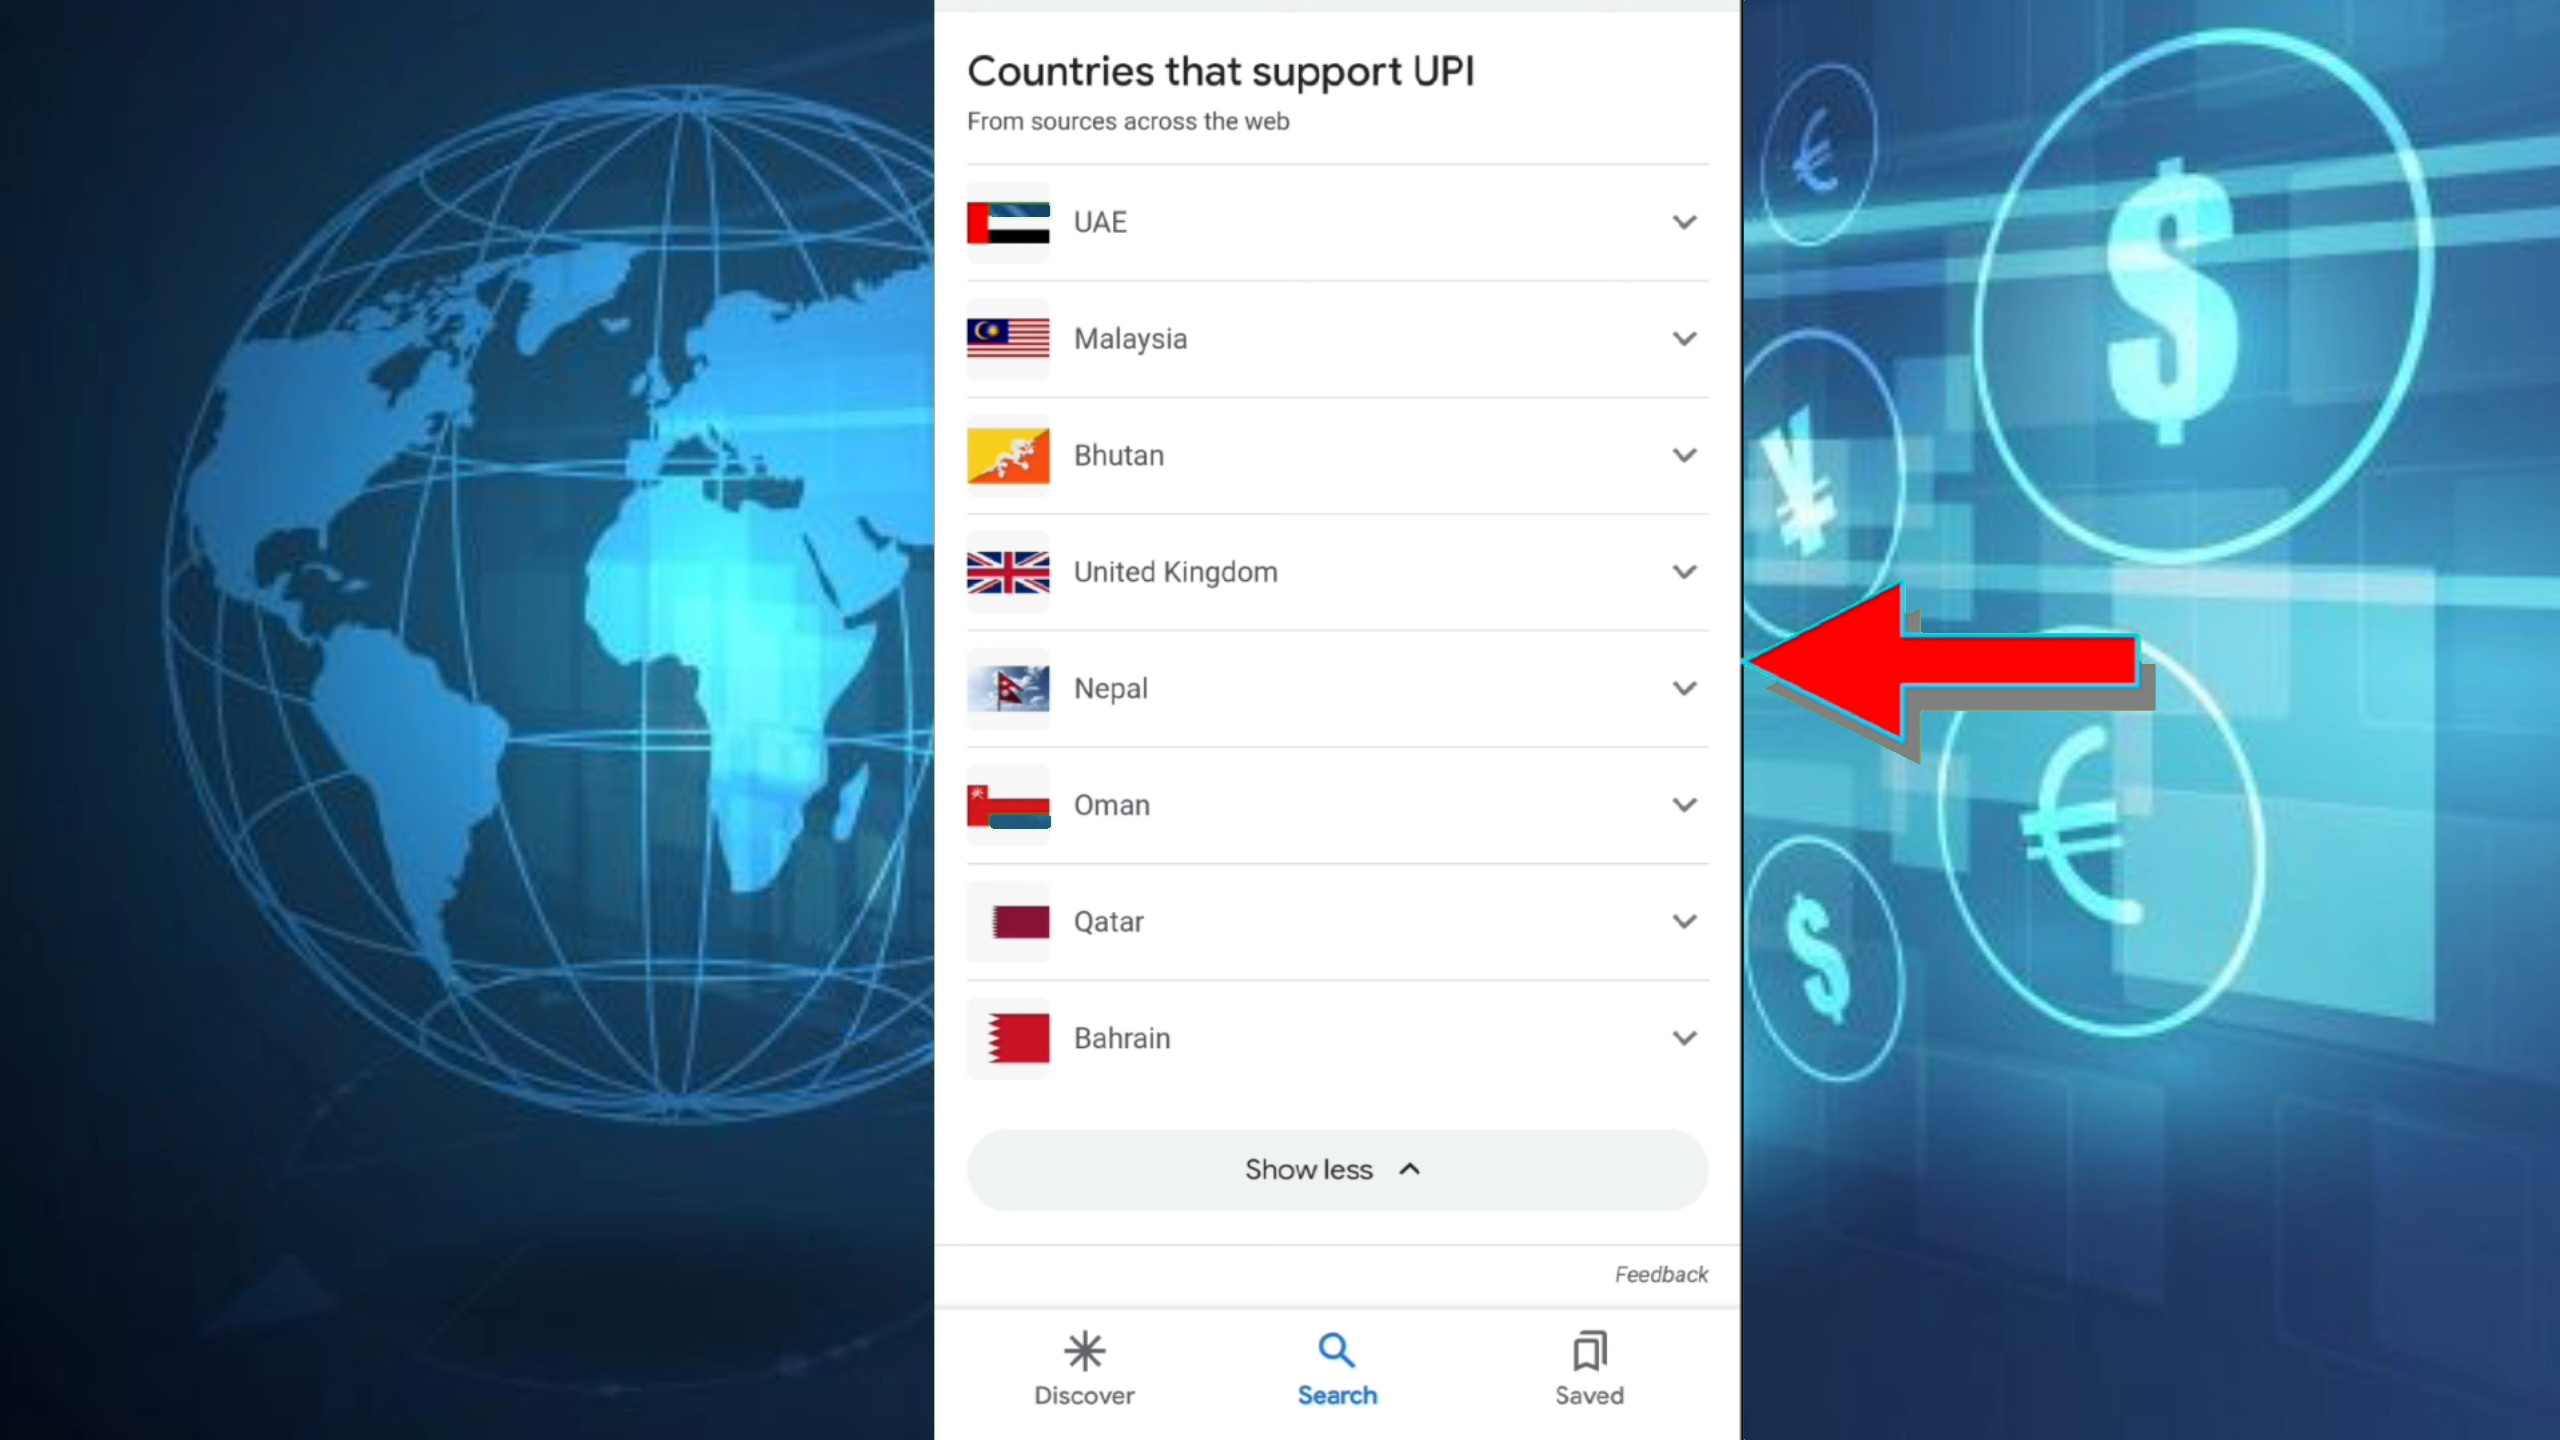 Countries that support UPI
From sources across the web
UAE
Malaysia
Bhutan
United Kingdom
Nepal
Oman
Qatar
Bahrain
Show less
Feedback
Discover
Search
Saved
€
$
¥
€
$